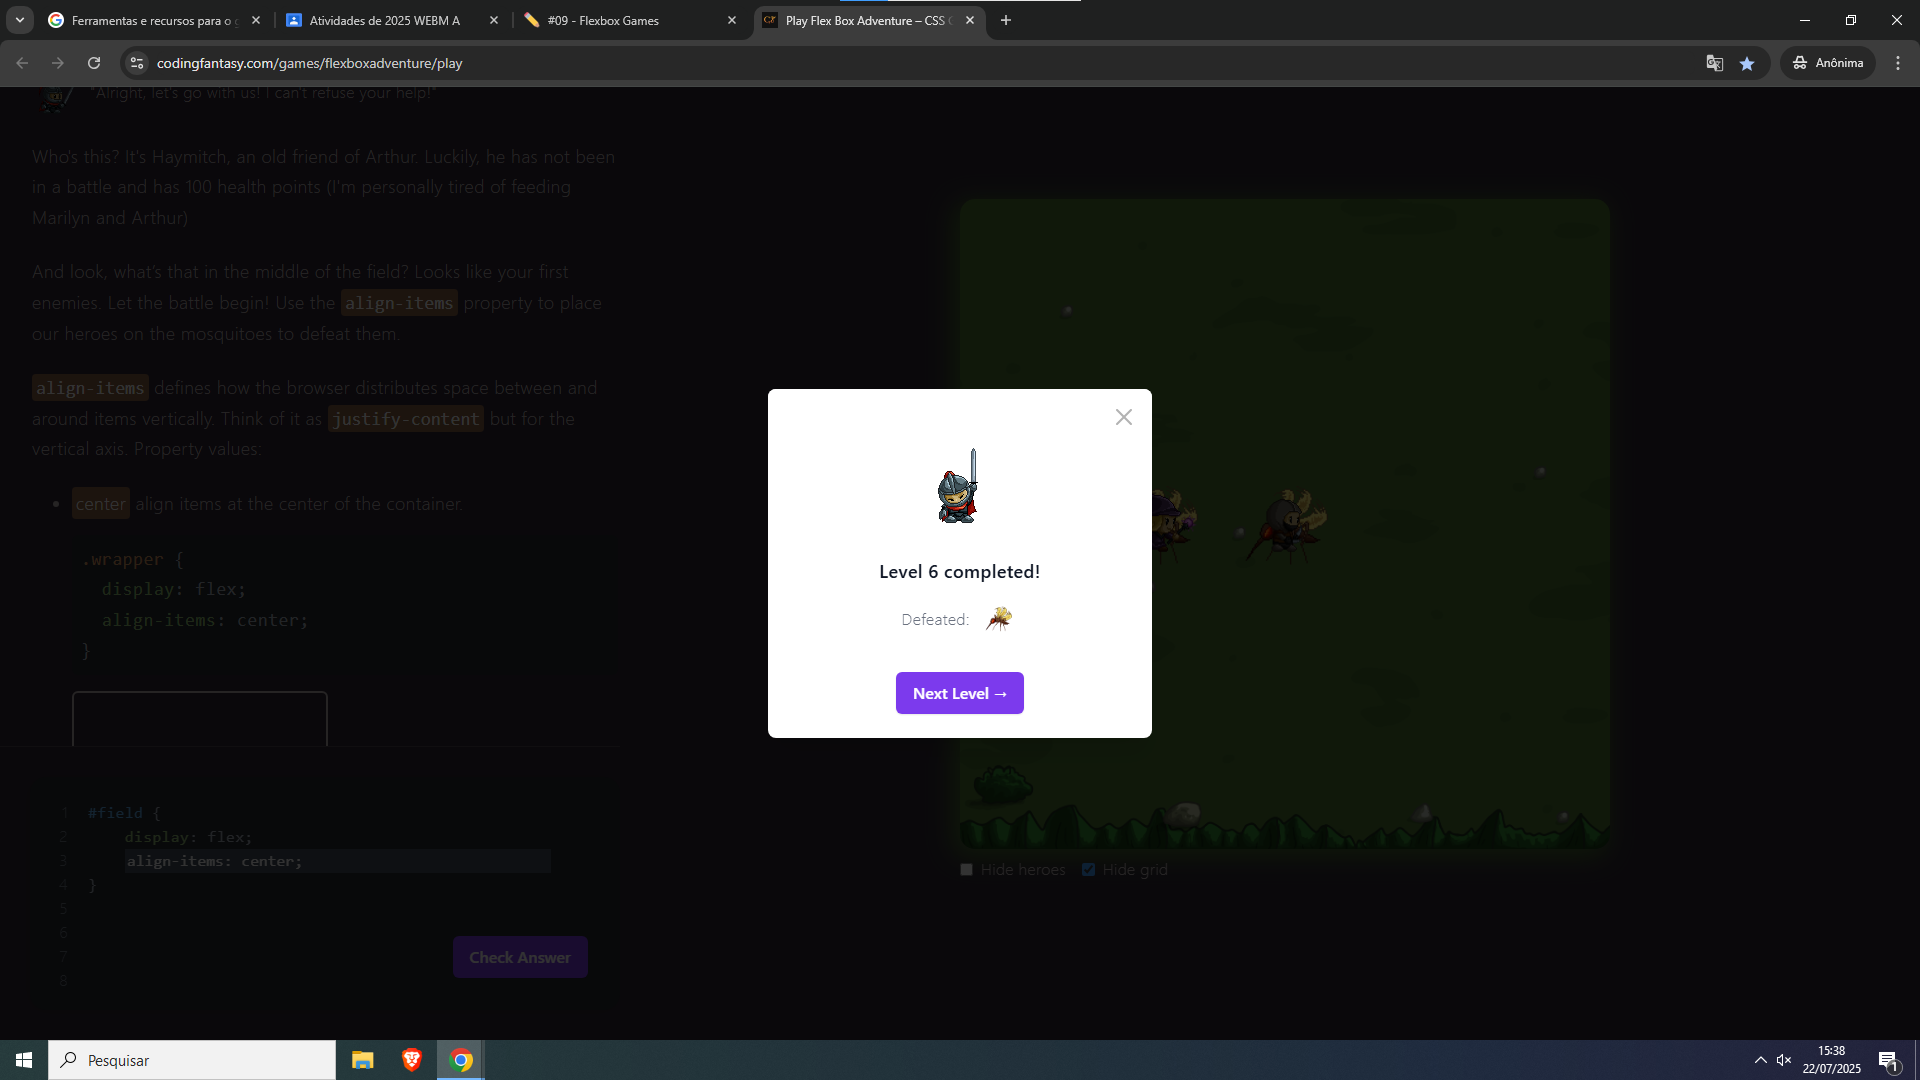 Ferramentas e recursos para o g
Atividades de 2025 WEBM A
#09 - Flexbox Games
Play Flex Box Adventure – CSS G
codingfantasy.com/games/flexboxadventure/play
Anônima
"Alright, let's go with us! I can't refuse your help!"
Who's this? It's Haymitch, an old friend of Arthur. Luckily, he has not been
in a battle and has 100 health points (I'm personally tired of feeding
Marilyn and Arthur)
And look, what's that in the middle of the field? Looks like your first
enemies. Let the battle begin! Use the align-items property to place
our heroes on the mosquitoes to defeat them.
align-items defines how the browser distributes space between and
around items vertically. Think of it as justify-content but for the
vertical axis. Property values:
center align items at the center of the container.
.wrapper {
display: flex;
align-items: center;
}
1 #field {
2 display: flex;
3 align-items: center;
4 }
5
6
7
8
Check Answer
Level 6 completed!
Defeated:
Next Level →
Hide heroes
Hide grid
Pesquisar
15:38
22/07/2025
1